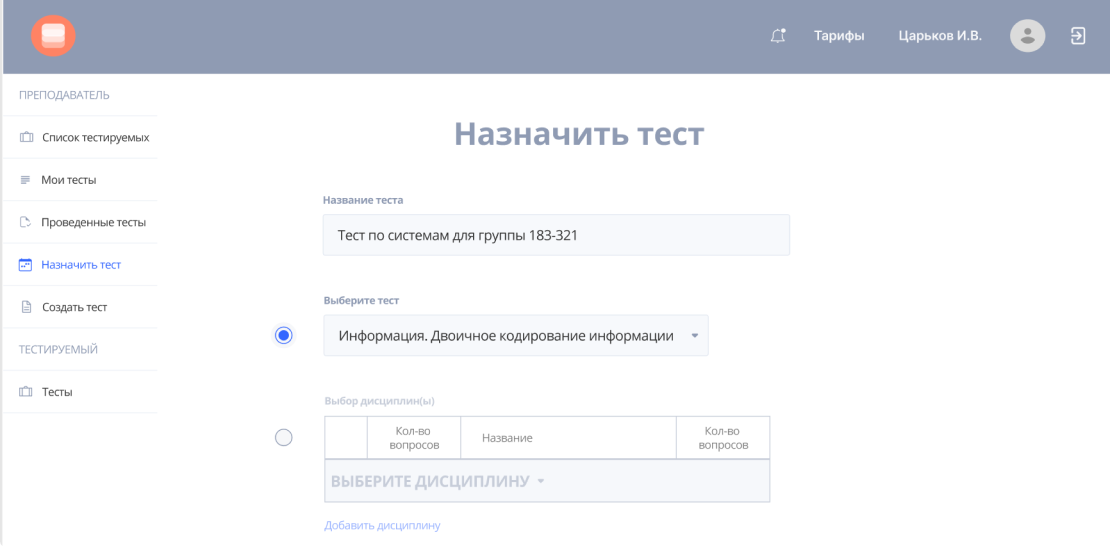 Тарифы
Царьков И.В.
ПРЕПОДАВАТЕЛЬ
Список тестируемых
Мои тесты
Проведенные тесты
Назначить тест
Создать тест
ТЕСТИРУЕМЫЙ
Тесты
Назначить тест
Название теста
Тест по системам для группы 183-321
Выберите тест
Информация. Двоичное кодирование информации
Выбор дисциплин(ы)
Кол-во
вопросов
Название
Кол-во
вопросов
ВЫБЕРИТЕ ДИСЦИПЛИНУ
Добавить дисциплину